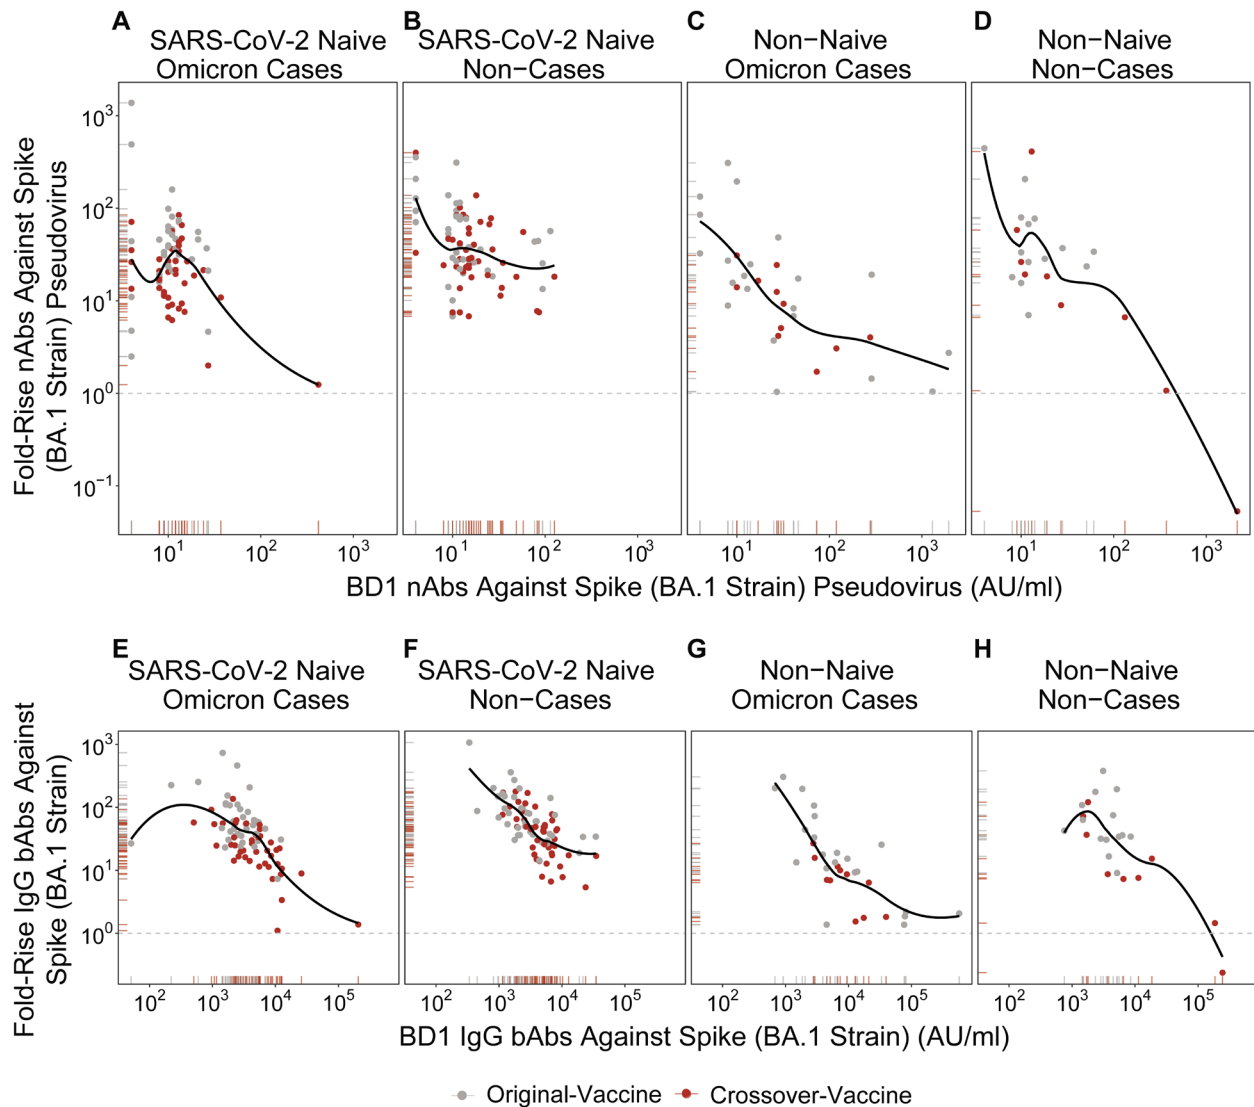 A
B
C
D
SARS-CoV-2 Naive
Omicron Cases
SARS-CoV-2 Naive
Non−Cases
Non−Naive
Omicron Cases
Non−Naive
Non−Cases
Fold-Rise nAbs Against Spike
(BA.1 Strain) Pseudovirus
10³
10²
10¹
10⁰
10⁻¹
10¹ 10² 10³
10¹ 10² 10³
10¹ 10² 10³
10¹ 10² 10³
BD1 nAbs Against Spike (BA.1 Strain) Pseudovirus (AU/ml)
E
F
G
H
SARS-CoV-2 Naive
Omicron Cases
SARS-CoV-2 Naive
Non−Cases
Non−Naive
Omicron Cases
Non−Naive
Non−Cases
Fold-Rise IgG bAbs Against
Spike (BA.1 Strain)
10³
10²
10¹
10⁰
10² 10³ 10⁴ 10⁵
10² 10³ 10⁴ 10⁵
10² 10³ 10⁴ 10⁵
10² 10³ 10⁴ 10⁵
BD1 IgG bAbs Against Spike (BA.1 Strain) (AU/ml)
Original-Vaccine Crossover-Vaccine